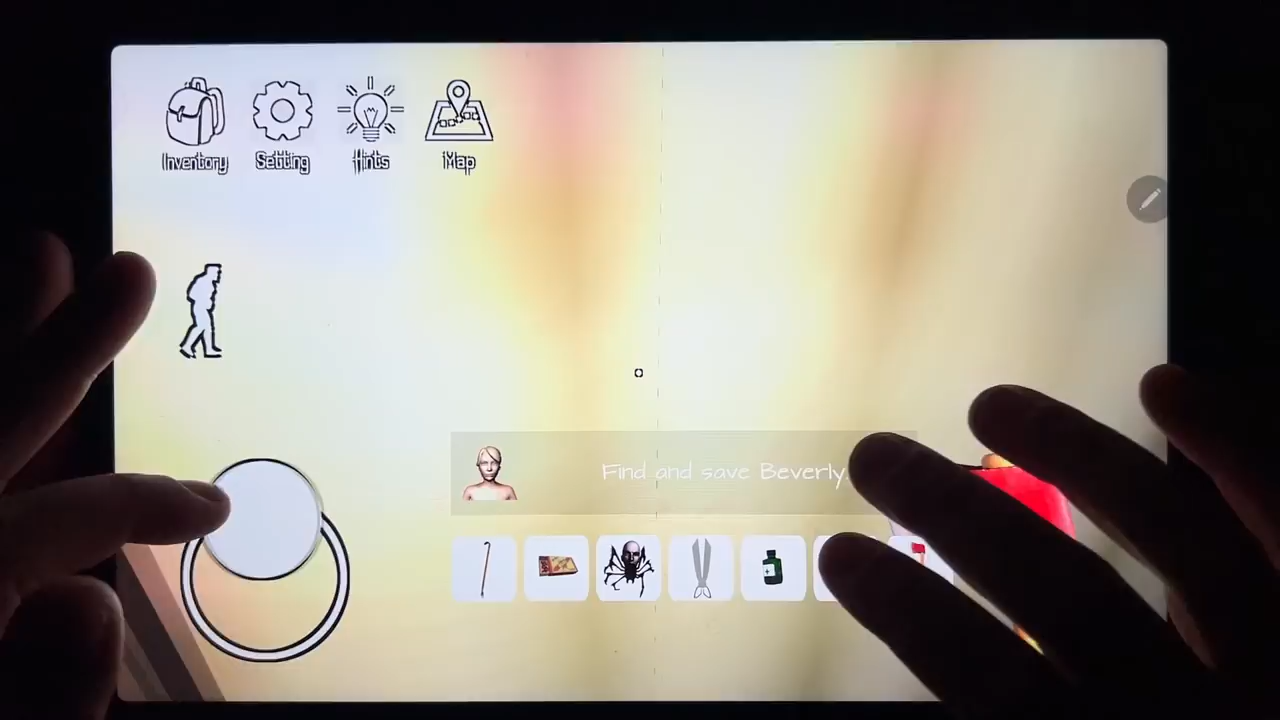 Inventory
Setting
Hints
Map
Find and save Beverly.